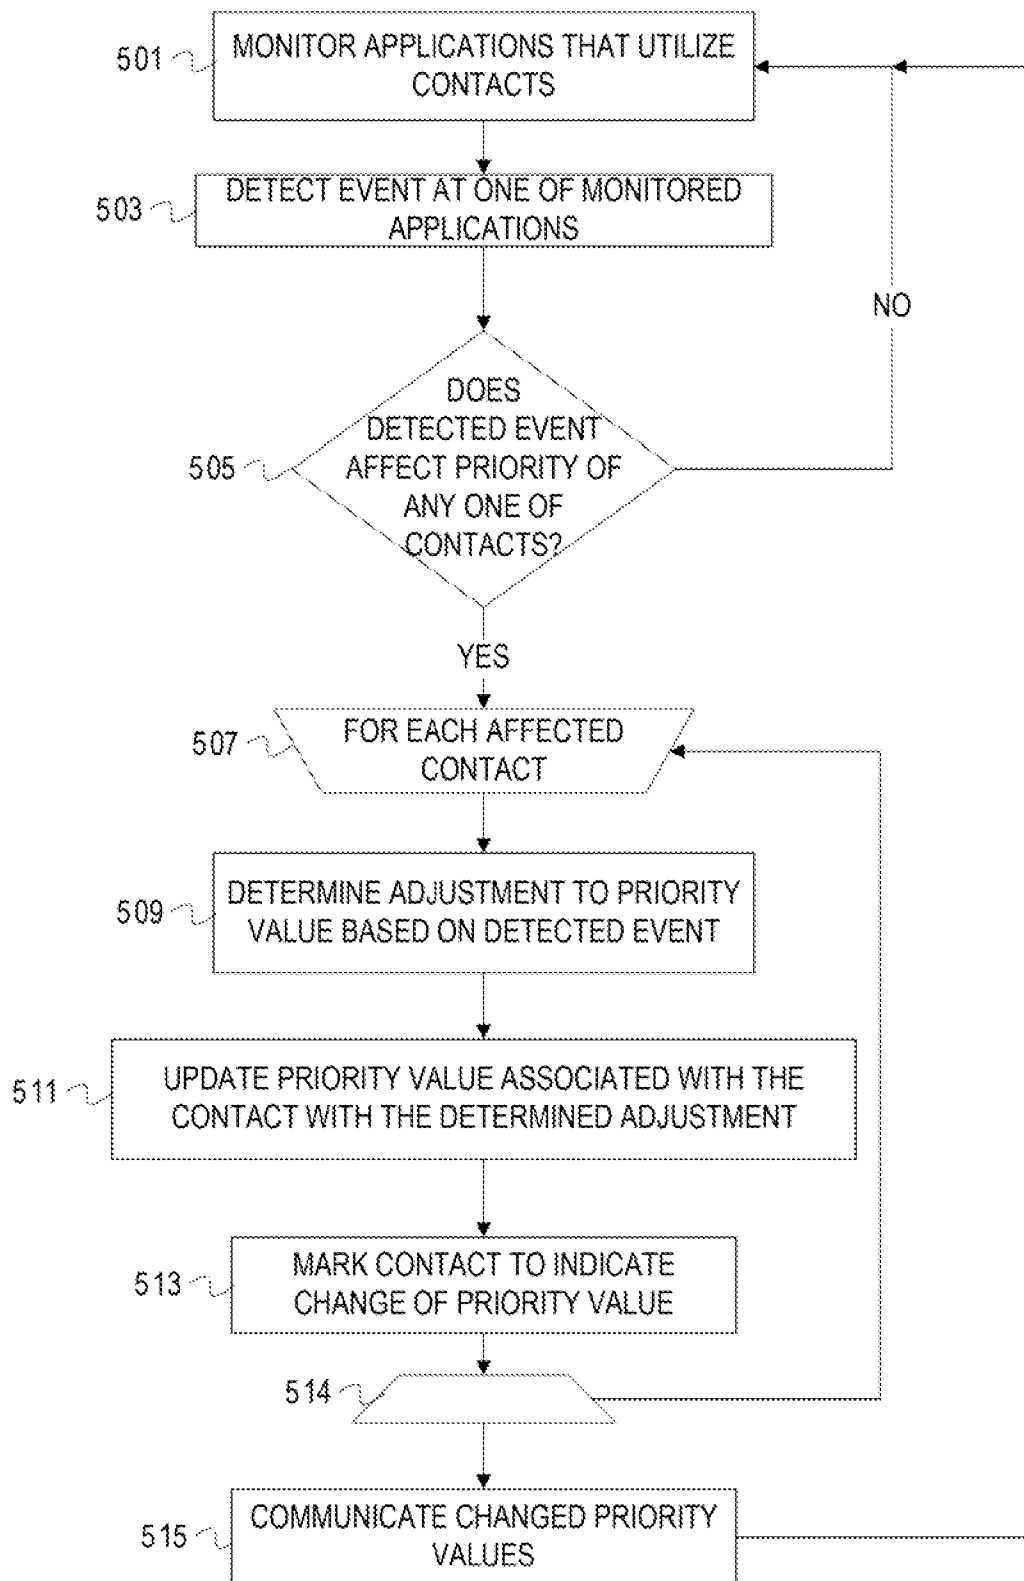 501
MONITOR APPLICATIONS THAT UTILIZE
CONTACTS
503
DETECT EVENT AT ONE OF MONITORED
APPLICATIONS
NO
505
DOES
DETECTED EVENT
AFFECT PRIORITY OF
ANY ONE OF
CONTACTS?
YES
507
FOR EACH AFFECTED
CONTACT
509
DETERMINE ADJUSTMENT TO PRIORITY
VALUE BASED ON DETECTED EVENT
511
UPDATE PRIORITY VALUE ASSOCIATED WITH THE
CONTACT WITH THE DETERMINED ADJUSTMENT
513
MARK CONTACT TO INDICATE
CHANGE OF PRIORITY VALUE
514
515
COMMUNICATE CHANGED PRIORITY
VALUES